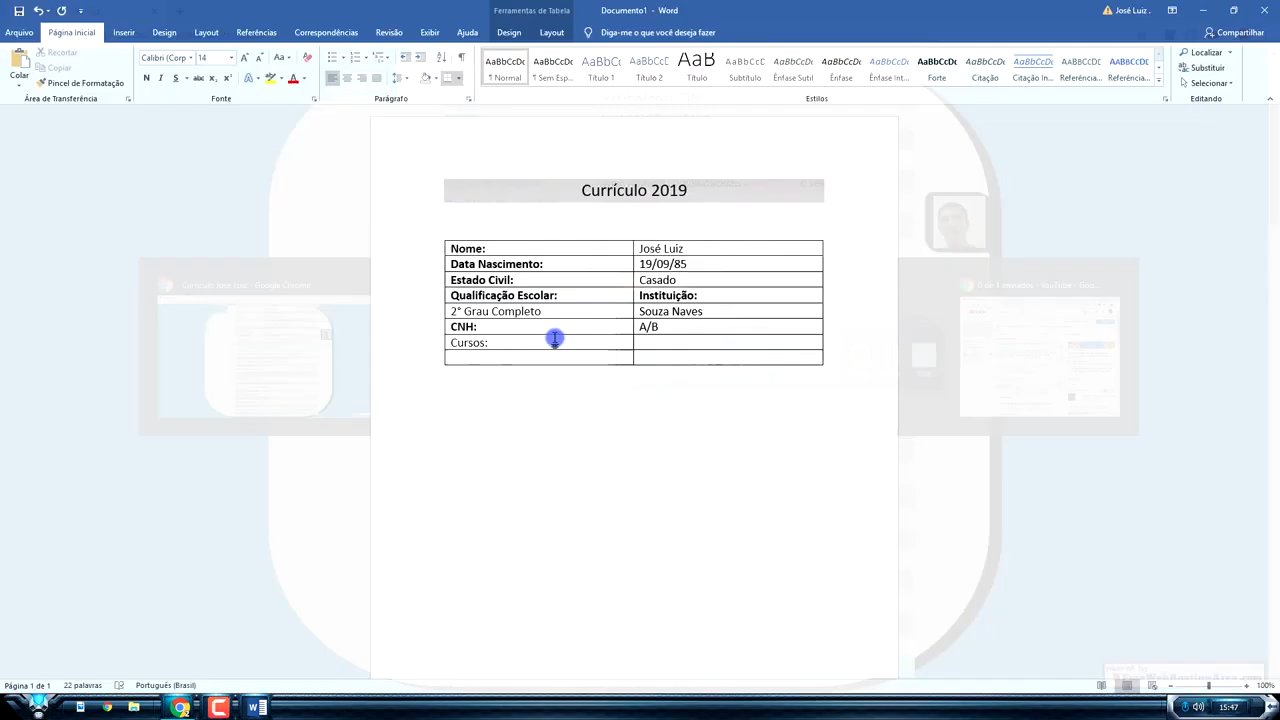 Ferramentas de Tabela
Documento1 - Word
José Luiz .
Arquivo
Página Inicial
Inserir
Design
Layout
Referências
Correspondências
Revisão
Exibir
Ajuda
Design
Layout
Diga-me o que você deseja fazer
Compartilhar
Colar
Recortar
Copiar
Pincel de Formatação
Área de Transferência
Calibri (Corp
14
Fonte
Parágrafo
AaBbCcDc
¶ Normal
AaBbCcDc
¶ Sem Esp...
AaBbCc
Título 1
AaBbCcC
Título 2
AaB
Título
AaBbCcC
Subtítulo
AaBbCcDc
Ênfase Sutil
AaBbCcDc
Ênfase
AaBbCcDc
Ênfase Int...
AaBbCcDc
Forte
AaBbCcDc
Citação
AaBbCcDc
Citação In...
AABBCCDC
Referência...
AABBCCDC
Referência...
Estilos
Localizar
Substituir
Selecionar
Editando
Currículo 2019
Nome: José Luiz
Data Nascimento: 19/09/85
Estado Civil: Casado
Qualificação Escolar: Instituição:
2° Grau Completo Souza Naves
CNH: A/B
Cursos:
Página 1 de 1
22 palavras
Português (Brasil)
100%
15:47